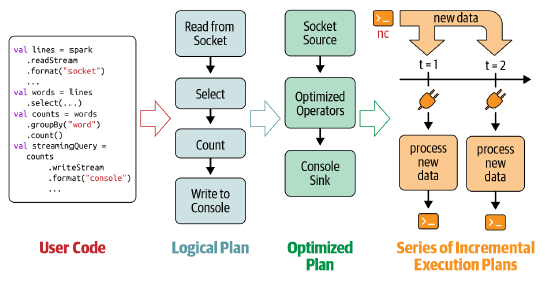 val lines = spark
.readStream
.format("socket")
...
val words = lines
.select(...)
val counts = words
.groupBy("word")
.count()
val streamingQuery =
counts
.writeStream
.format("console")
...
User Code
Read from
Socket
Select
Count
Write to
Console
Logical Plan
Socket
Source
Optimized
Operators
Console
Sink
Optimized
Plan
>_
nc
new data
t=1
t=2
process
new
data
process
new
data
>_
>_
Series of Incremental
Execution Plans